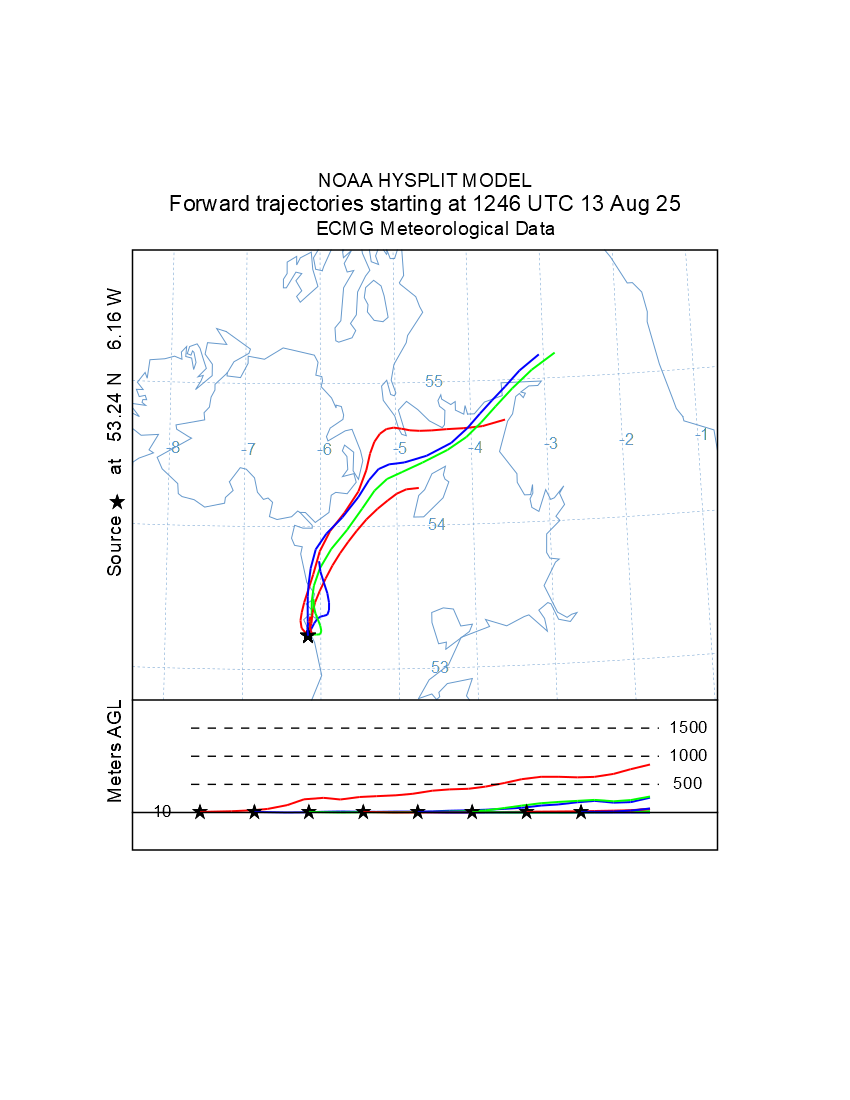 NOAA HYSPLIT MODEL
Forward trajectories starting at 1246 UTC 13 Aug 25
ECMG Meteorological Data
Source ★ at 53.24 N 6.16 W
55
-8 -7 -6 -5 -4 -3 -2 -1
54
53
Meters AGL
1500
1000
500
10